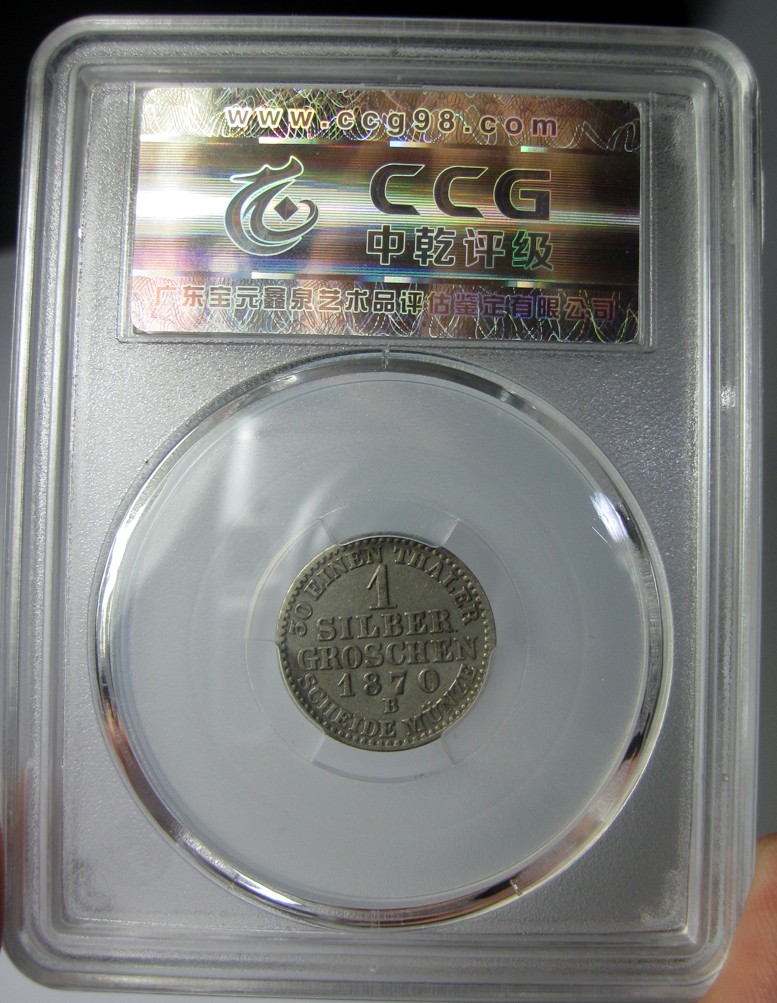 www.ccg98.com
CCG
中乾评级
广东宝元鑫泉艺术品评估鉴定有限公司
30 EINEN THALER
1
SILBER
GROSCHEN
1870
B
SCHEIDE MÜNZE